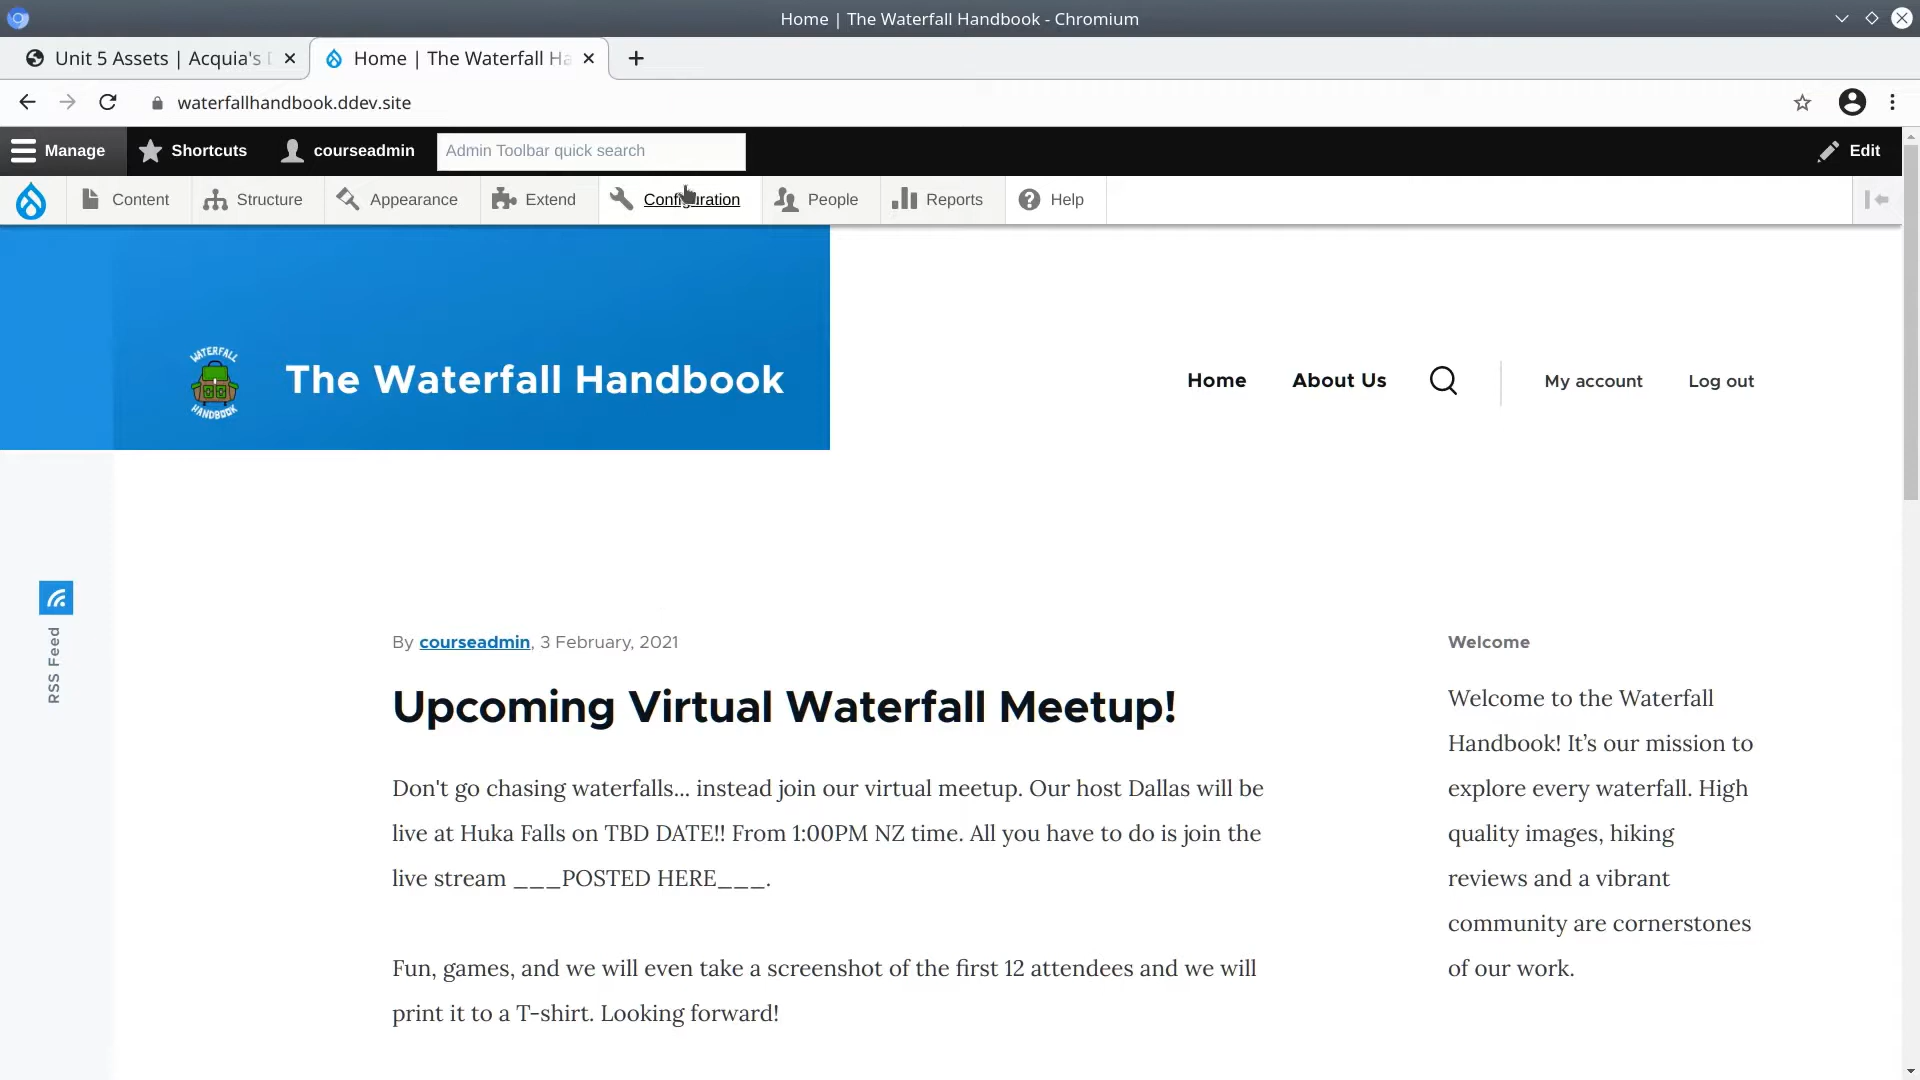 Home | The Waterfall Handbook - Chromium
Unit 5 Assets | Acquia's
Home | The Waterfall Ha
waterfallhandbook.ddev.site
Manage
Shortcuts
courseadmin
Admin Toolbar quick search
Edit
Content
Structure
Appearance
Extend
Configuration
People
Reports
Help
WATERFALL
HANDBOOK
The Waterfall Handbook
Home
About Us
My account
Log out
RSS Feed
By courseadmin, 3 February, 2021
Upcoming Virtual Waterfall Meetup!
Don't go chasing waterfalls... instead join our virtual meetup. Our host Dallas will be
live at Huka Falls on TBD DATE!! From 1:00PM NZ time. All you have to do is join the
live stream ___POSTED HERE___.
Fun, games, and we will even take a screenshot of the first 12 attendees and we will
print it to a T-shirt. Looking forward!
Welcome
Welcome to the Waterfall
Handbook! It’s our mission to
explore every waterfall. High
quality images, hiking
reviews and a vibrant
community are cornerstones
of our work.